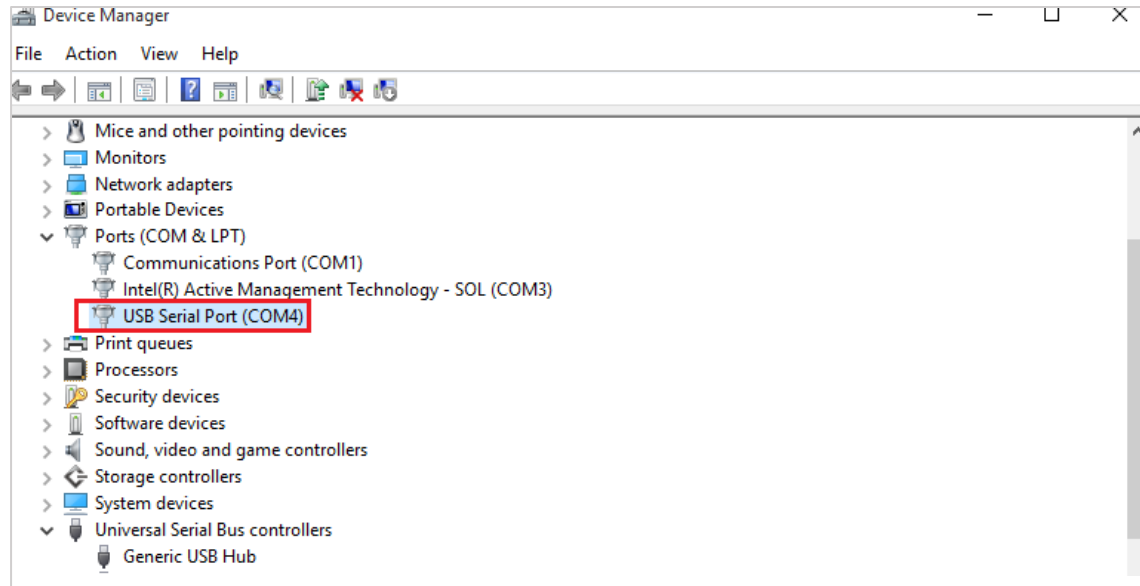 Device Manager
File Action View Help
Mice and other pointing devices
Monitors
Network adapters
Portable Devices
Ports (COM & LPT)
Communications Port (COM1)
Intel(R) Active Management Technology - SOL (COM3)
USB Serial Port (COM4)
Print queues
Processors
Security devices
Software devices
Sound, video and game controllers
Storage controllers
System devices
Universal Serial Bus controllers
Generic USB Hub